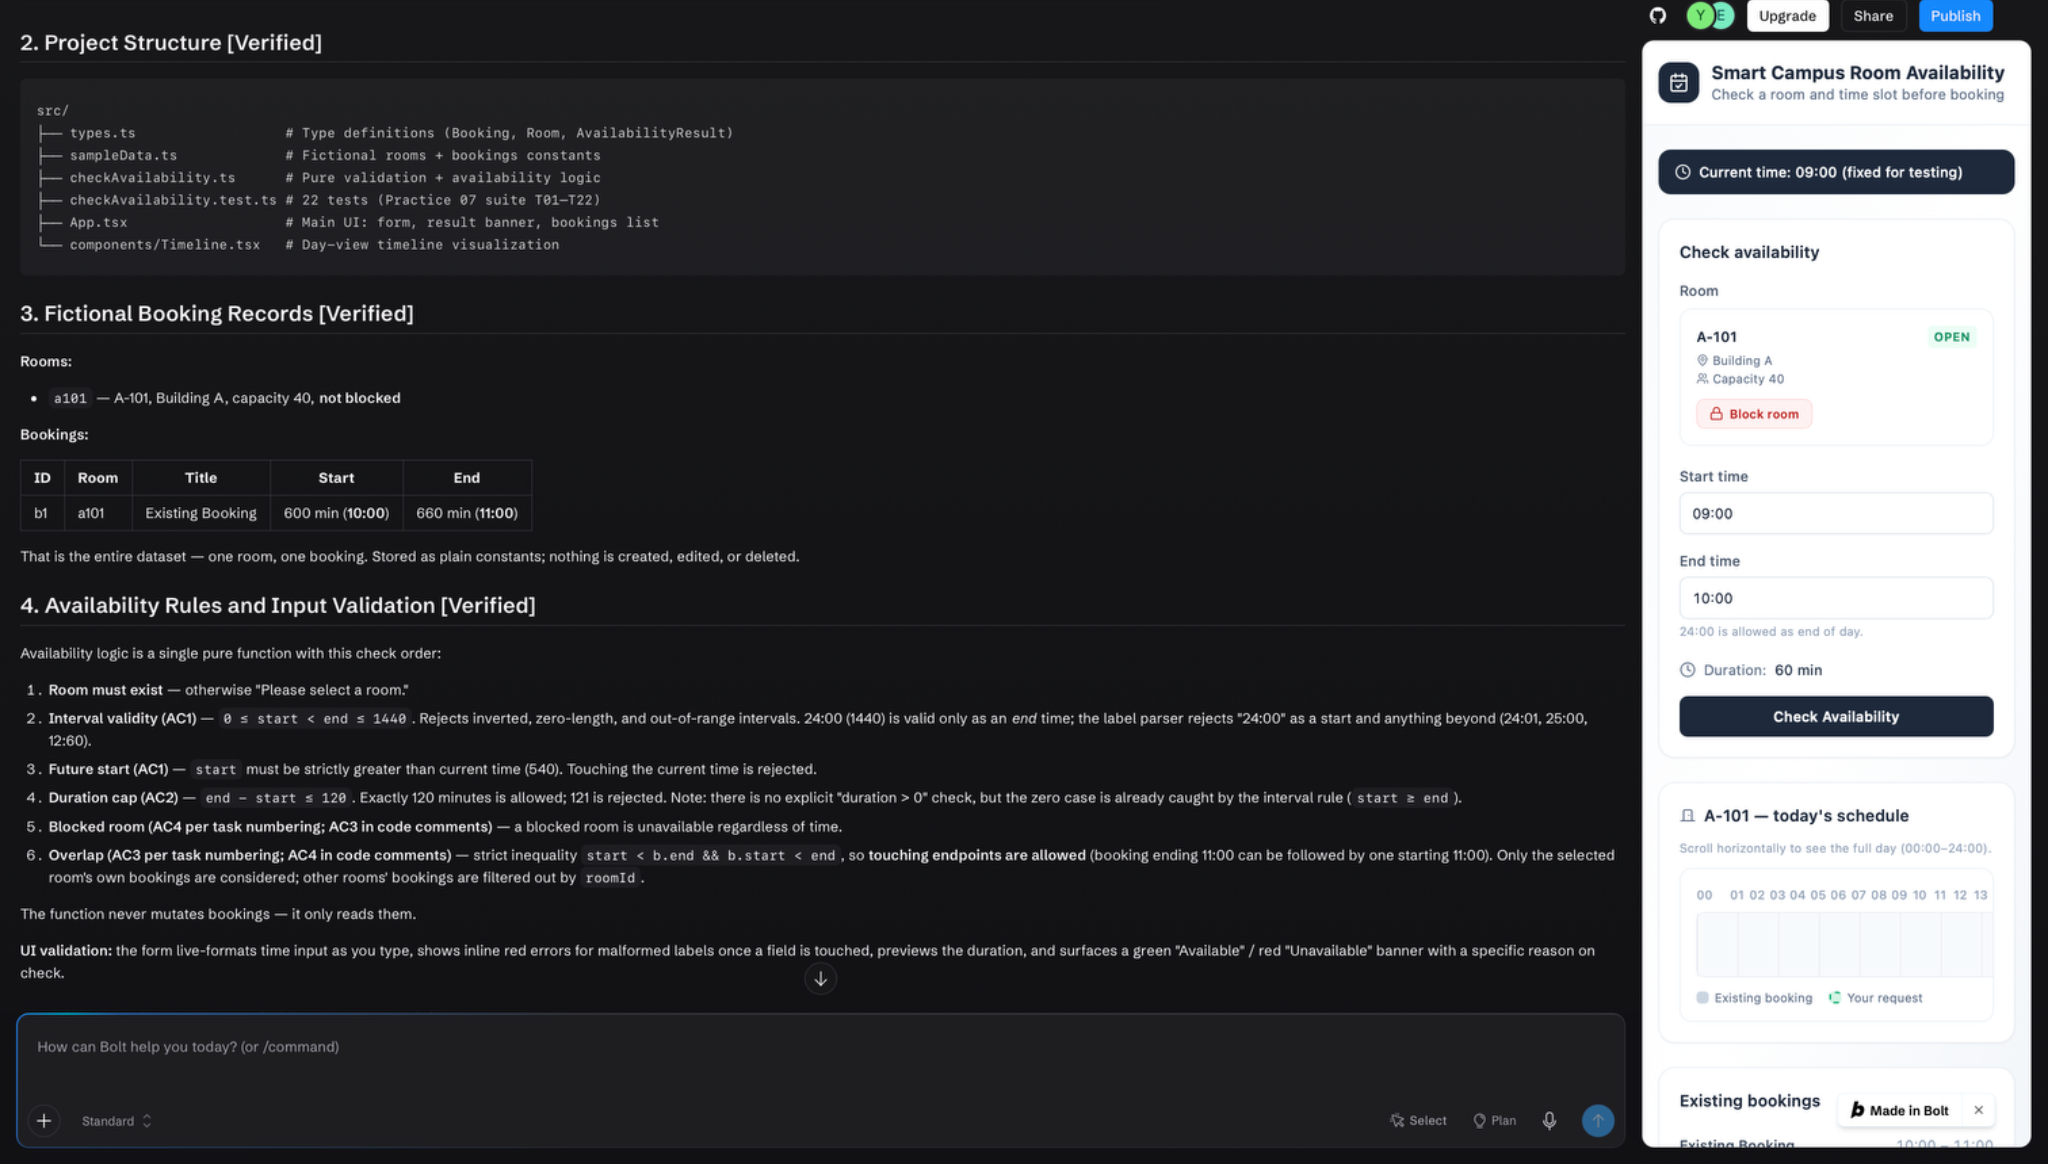 2. Project Structure [Verified]
src/
├── types.ts # Type definitions (Booking, Room, AvailabilityResult)
├── sampleData.ts # Fictional rooms + bookings constants
├── checkAvailability.ts # Pure validation + availability logic
├── checkAvailability.test.ts # 22 tests (Practice 07 suite T01–T22)
├── App.tsx # Main UI: form, result banner, bookings list
└── components/Timeline.tsx # Day-view timeline visualization
3. Fictional Booking Records [Verified]
Rooms:
• a101 — A-101, Building A, capacity 40, not blocked
Bookings:
ID Room Title Start End
b1 a101 Existing Booking 600 min (10:00) 660 min (11:00)
That is the entire dataset — one room, one booking. Stored as plain constants; nothing is created, edited, or deleted.
4. Availability Rules and Input Validation [Verified]
Availability logic is a single pure function with this check order:
1. Room must exist — otherwise "Please select a room."
2. Interval validity (AC1) — 0 ≤ start < end ≤ 1440. Rejects inverted, zero-length, and out-of-range intervals. 24:00 (1440) is valid only as an end time; the label parser rejects "24:00" as a start and anything beyond (24:01, 25:00,
12:60).
3. Future start (AC1) — start must be strictly greater than current time (540). Touching the current time is rejected.
4. Duration cap (AC2) — end − start ≤ 120. Exactly 120 minutes is allowed; 121 is rejected. Note: there is no explicit "duration > 0" check, but the zero case is already caught by the interval rule (start ≥ end).
5. Blocked room (AC4 per task numbering; AC3 in code comments) — a blocked room is unavailable regardless of time.
6. Overlap (AC3 per task numbering; AC4 in code comments) — strict inequality start < b.end && b.start < end, so touching endpoints are allowed (booking ending 11:00 can be followed by one starting 11:00). Only the selected
room's own bookings are considered; other rooms' bookings are filtered out by roomId.
The function never mutates bookings — it only reads them.
UI validation: the form live-formats time input as you type, shows inline red errors for malformed labels once a field is touched, previews the duration, and surfaces a green "Available" / red "Unavailable" banner with a specific reason on
check.
How can Bolt help you today? (or /command)
Standard
Select
Plan
Y E
Upgrade
Share
Publish
Smart Campus Room Availability
Check a room and time slot before booking
Current time: 09:00 (fixed for testing)
Check availability
Room
A-101 OPEN
Building A
Capacity 40
Block room
Start time
09:00
End time
10:00
24:00 is allowed as end of day.
Duration: 60 min
Check Availability
A-101 — today's schedule
Scroll horizontally to see the full day (00:00–24:00).
00 01 02 03 04 05 06 07 08 09 10 11 12 13
Existing booking Your request
Existing bookings
b Made in Bolt
Existing Booking 10:00 – 11:00